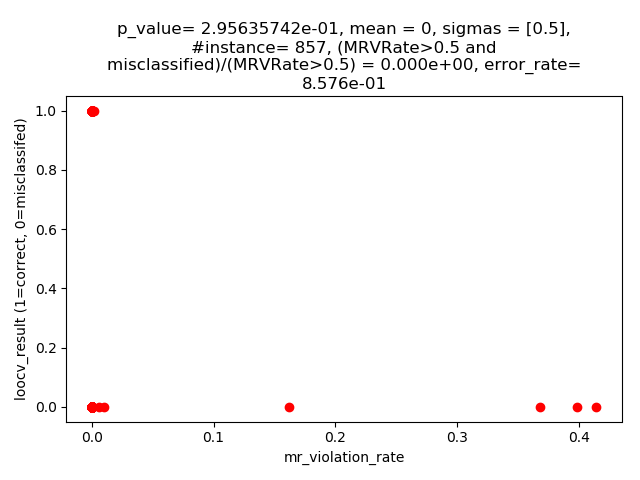 p_value= 2.95635742e-01, mean = 0, sigmas = [0.5],
#instance= 857, (MRVRate>0.5 and
misclassified)/(MRVRate>0.5) = 0.000e+00, error_rate=
8.576e-01
1.0
0.8
0.6
0.4
0.2
0.0
loocv_result (1=correct, 0=misclassifed)
0.0 0.1 0.2 0.3 0.4
mr_violation_rate